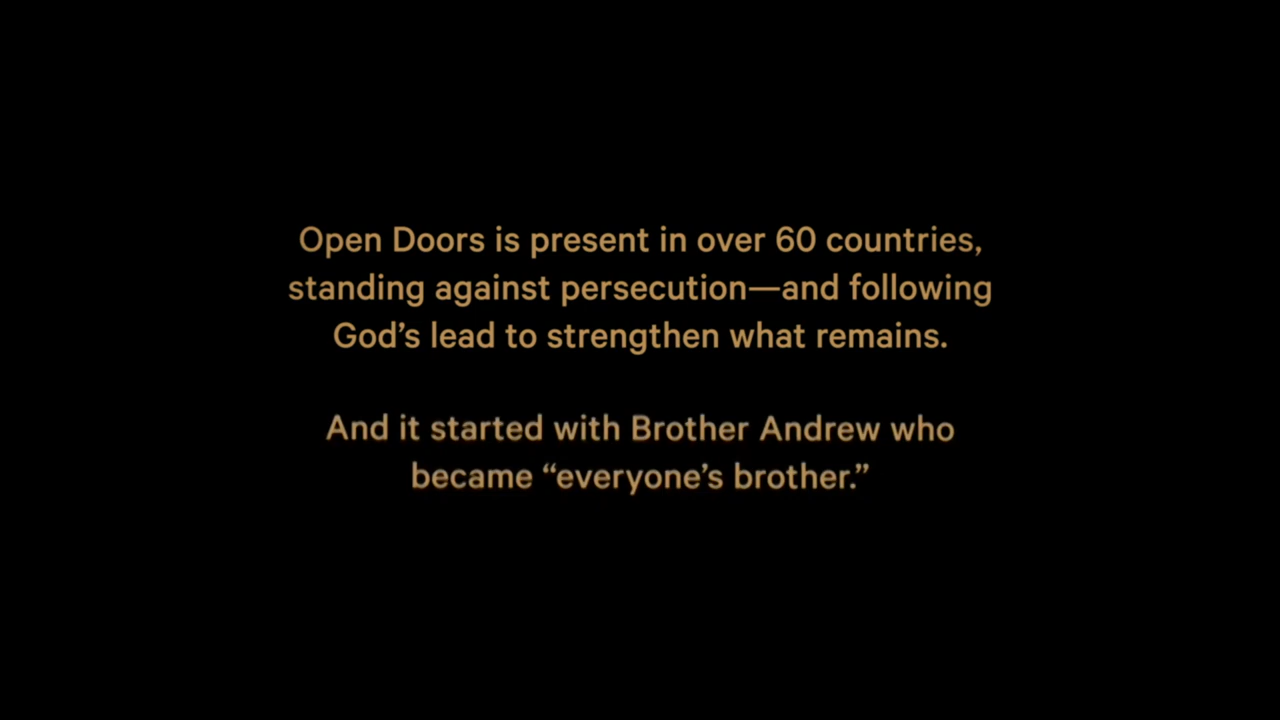 Open Doors is present in over 60 countries,
standing against persecution—and following
God’s lead to strengthen what remains.
And it started with Brother Andrew who
became “everyone’s brother.”